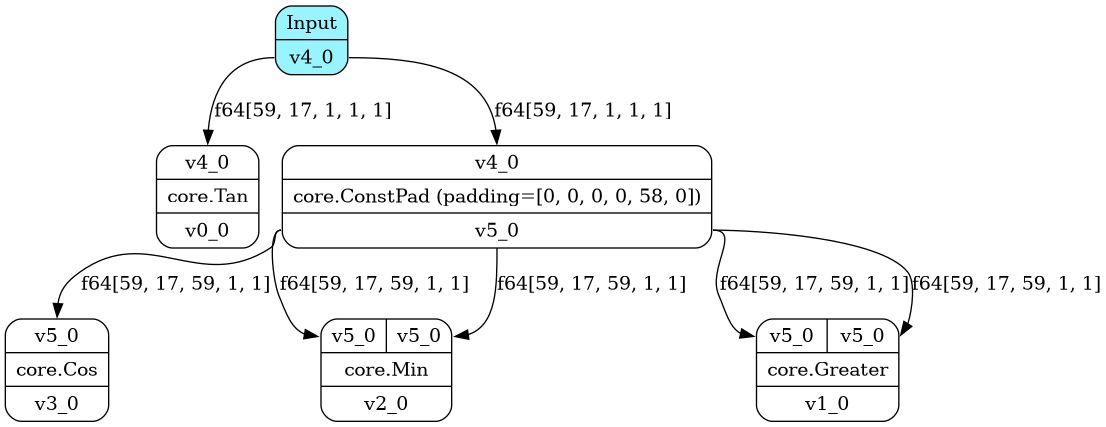 Input
v4_0
f64[59, 17, 1, 1, 1]
f64[59, 17, 1, 1, 1]
v4_0
core.Tan
v0_0
v4_0
core.ConstPad (padding=[0, 0, 0, 0, 58, 0])
v5_0
f64[59, 17, 59, 1, 1]
f64[59, 17, 59, 1, 1]
f64[59, 17, 59, 1, 1]
f64[59, 17, 59, 1, 1]
f64[59, 17, 59, 1, 1]
v5_0
core.Cos
v3_0
v5_0 v5_0
core.Min
v2_0
v5_0 v5_0
core.Greater
v1_0